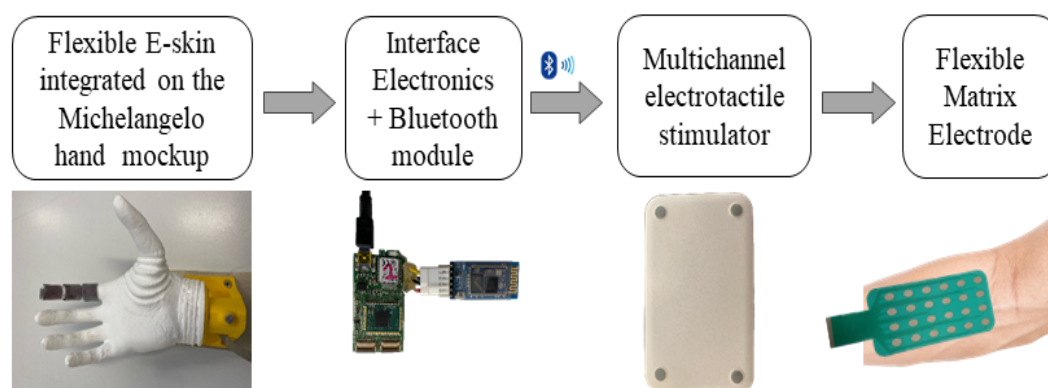 Flexible E-skin
integrated on the
Michelangelo
hand mockup
Interface
Electronics
+ Bluetooth
module
Multichannel
electrotactile
stimulator
Flexible
Matrix
Electrode